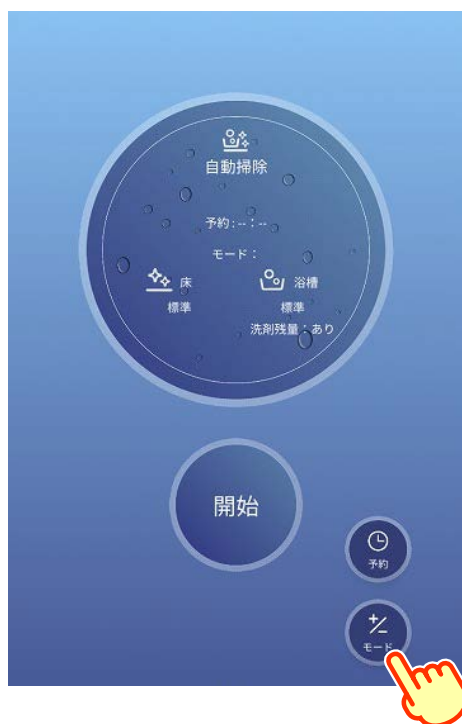 自動掃除
予約:--:--
モード:
床 浴槽
標準 標準
洗剤残量:あり
開始
予約
モード